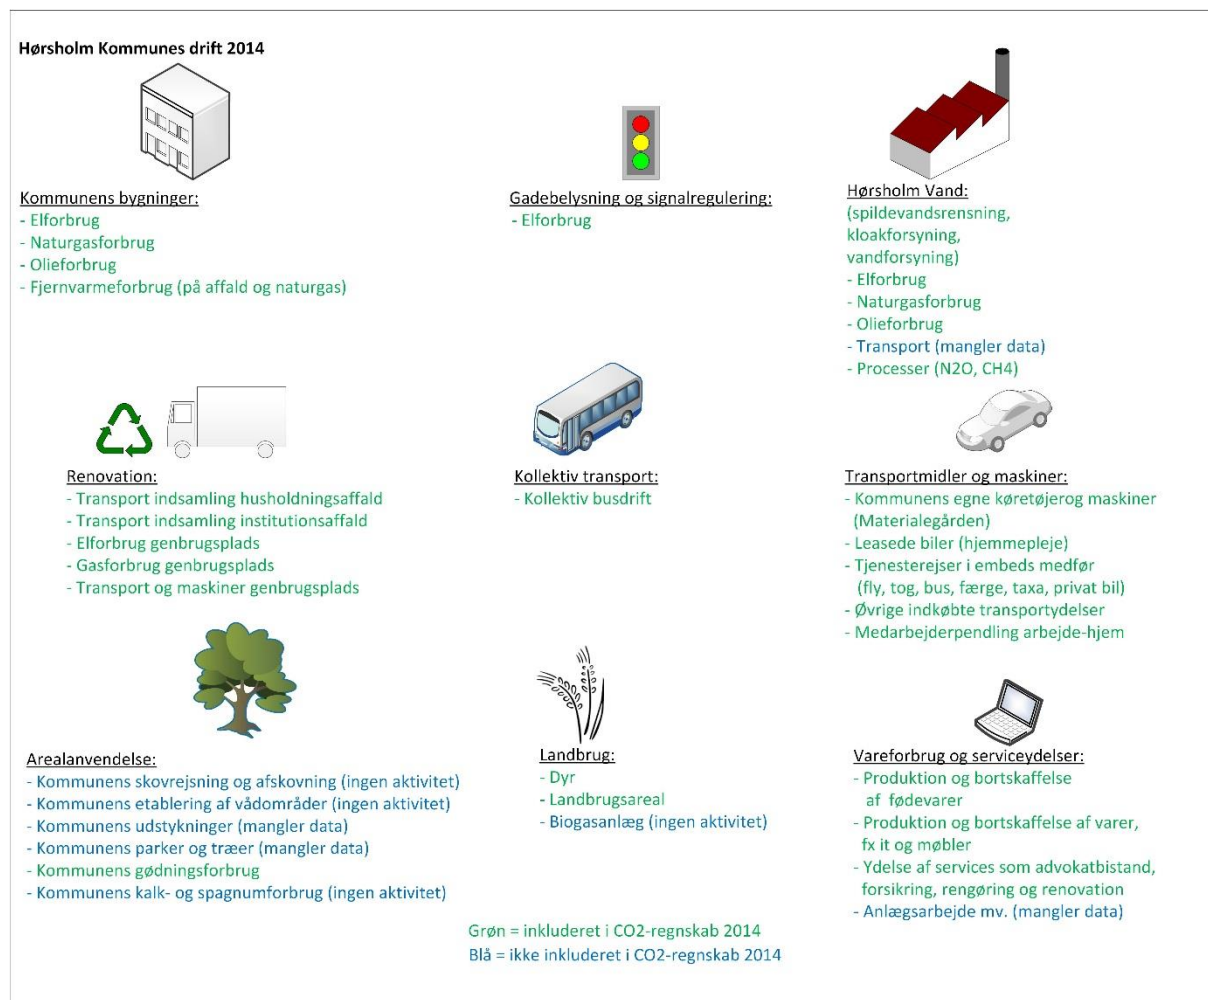 Hørsholm Kommunes drift 2014
Kommunens bygninger:
- Elforbrug
- Naturgasforbrug
- Olieforbrug
- Fjernvarmeforbrug (på affald og naturgas)
Gadebelysning og signalregulering:
- Elforbrug
Hørsholm Vand:
(spildevandsrensning,
kloakforsyning,
vandforsyning)
- Elforbrug
- Naturgasforbrug
- Olieforbrug
- Transport (mangler data)
- Processer (N2O, CH4)
Renovation:
- Transport indsamling husholdningsaffald
- Transport indsamling institutionsaffald
- Elforbrug genbrugsplads
- Gasforbrug genbrugsplads
- Transport og maskiner genbrugsplads
Kollektiv transport:
- Kollektiv busdrift
Transportmidler og maskiner:
- Kommunens egne køretøjerog maskiner
(Materialegården)
- Leasede biler (hjemmepleje)
- Tjenesterejser i embeds medfør
(fly, tog, bus, færge, taxa, privat bil)
- Øvrige indkøbte transportydelser
- Medarbejderpendling arbejde-hjem
Arealanvendelse:
- Kommunens skovrejsning og afskovning (ingen aktivitet)
- Kommunens etablering af vådområder (ingen aktivitet)
- Kommunens udstykninger (mangler data)
- Kommunens parker og træer (mangler data)
- Kommunens gødningsforbrug
- Kommunens kalk- og spagnumforbrug (ingen aktivitet)
Landbrug:
- Dyr
- Landbrugsareal
- Biogasanlæg (ingen aktivitet)
Vareforbrug og serviceydelser:
- Produktion og bortskaffelse
af fødevarer
- Produktion og bortskaffelse af varer,
fx it og møbler
- Ydelse af services som advokatbistand,
forsikring, rengøring og renovation
- Anlægsarbejde mv. (mangler data)
Grøn = inkluderet i CO2-regnskab 2014
Blå = ikke inkluderet i CO2-regnskab 2014